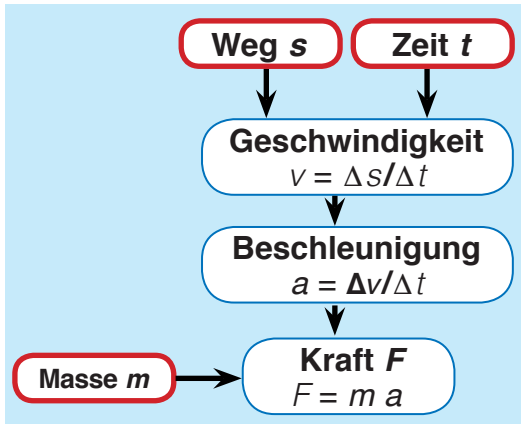 Weg s
Zeit t
Geschwindigkeit
v = Δs/Δt
Beschleunigung
a = Δv/Δt
Kraft F
F = m a
Masse m